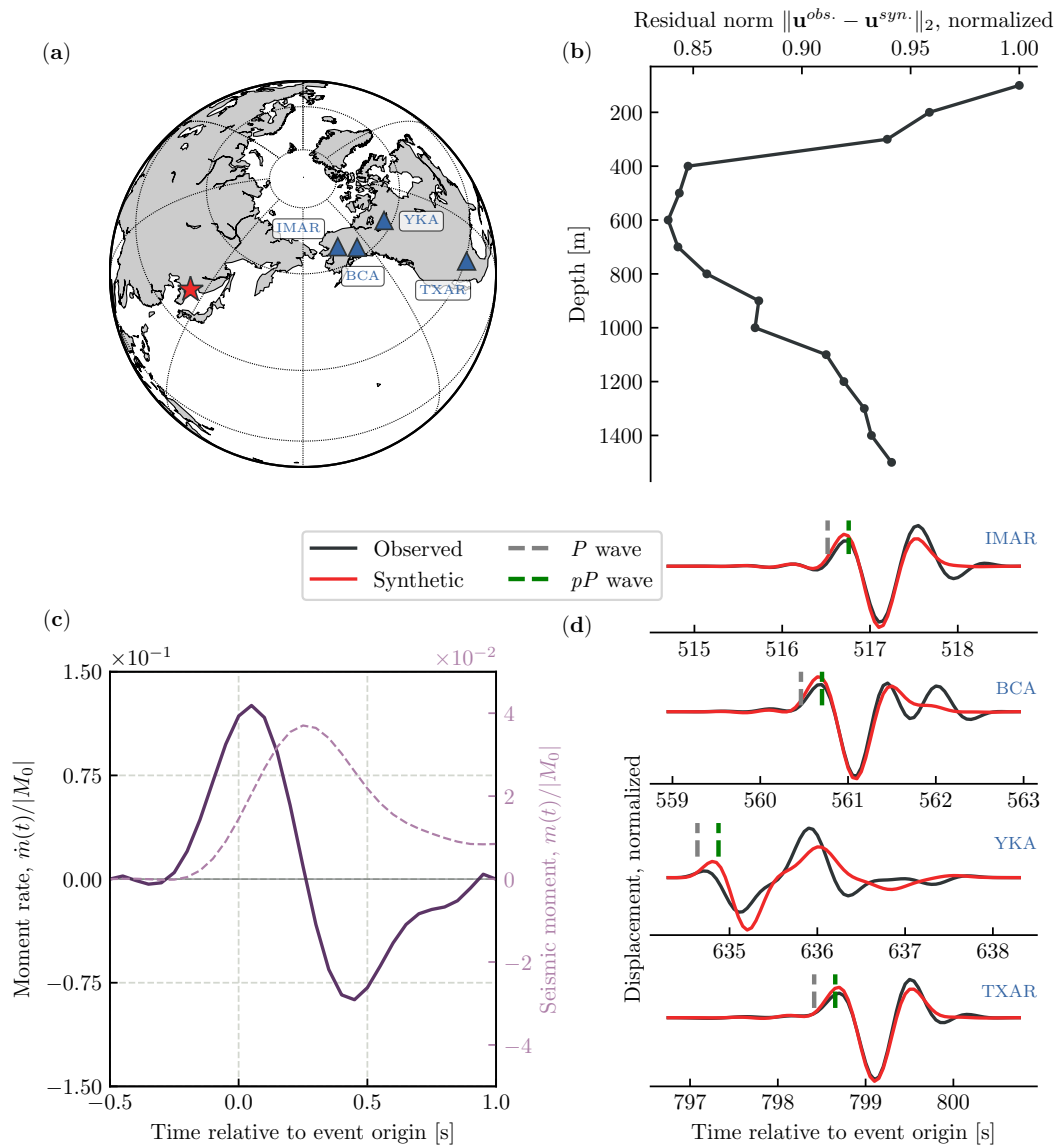 (a)
IMAR
YKA
BCA
TXAR
Residual norm ‖u^{obs.} − u^{syn.}‖₂, normalized
(b)
0.85 0.90 0.95 1.00
Depth [m]
200
400
600
800
1000
1200
1400
Observed
Synthetic
P wave
pP wave
(c)
×10⁻¹
×10⁻²
Moment rate, ṁ(t)/|M₀|
1.50
0.75
0.00
−0.75
−1.50
4
2
0
−2
−4
Seismic moment, m(t)/|M₀|
−0.5 0.0 0.5 1.0
Time relative to event origin [s]
(d)
Displacement, normalized
IMAR
515 516 517 518
BCA
559 560 561 562 563
YKA
635 636 637 638
TXAR
797 798 799 800
Time relative to event origin [s]